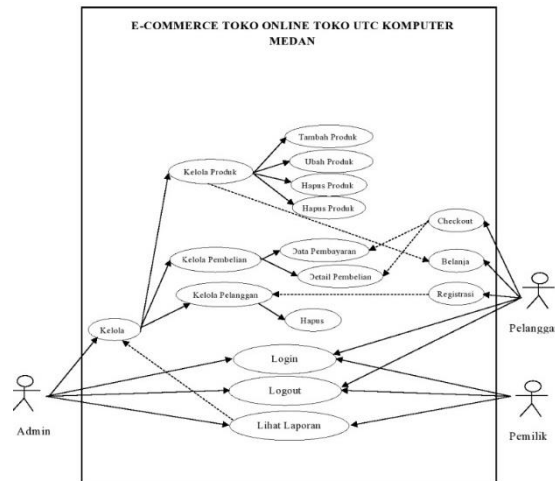 E-COMMERCE TOKO ONLINE TOKO UTC KOMPUTER
MEDAN
Tambah Produk
Ubah Produk
Kelola Produk
Hapus Produk
Hapus Produk
Checkout
Data Pembayaran
Kelola Pembelian
Belanja
Detail Pembelian
Kelola Pelanggan
Registrasi
Hapus
Kelola
Pelangga
Login
Logout
Lihat Laporan
Admin
Pemilik